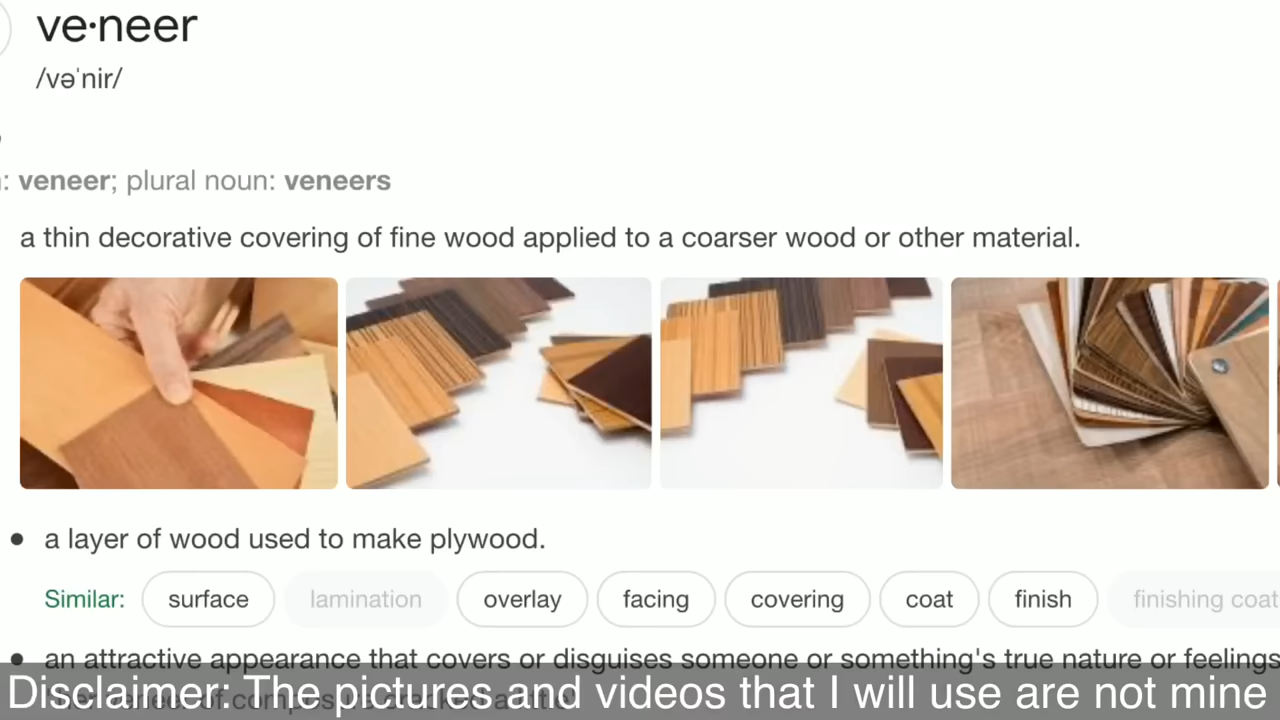 ve·neer
/vəˈnir/
: veneer; plural noun: veneers
a thin decorative covering of fine wood applied to a coarser wood or other material.
• a layer of wood used to make plywood.
Similar: surface lamination overlay facing covering coat finish finishing coat
• an attractive appearance that covers or disguises someone or something's true nature or feelings
Disclaimer: The pictures and videos that I will use are not mine